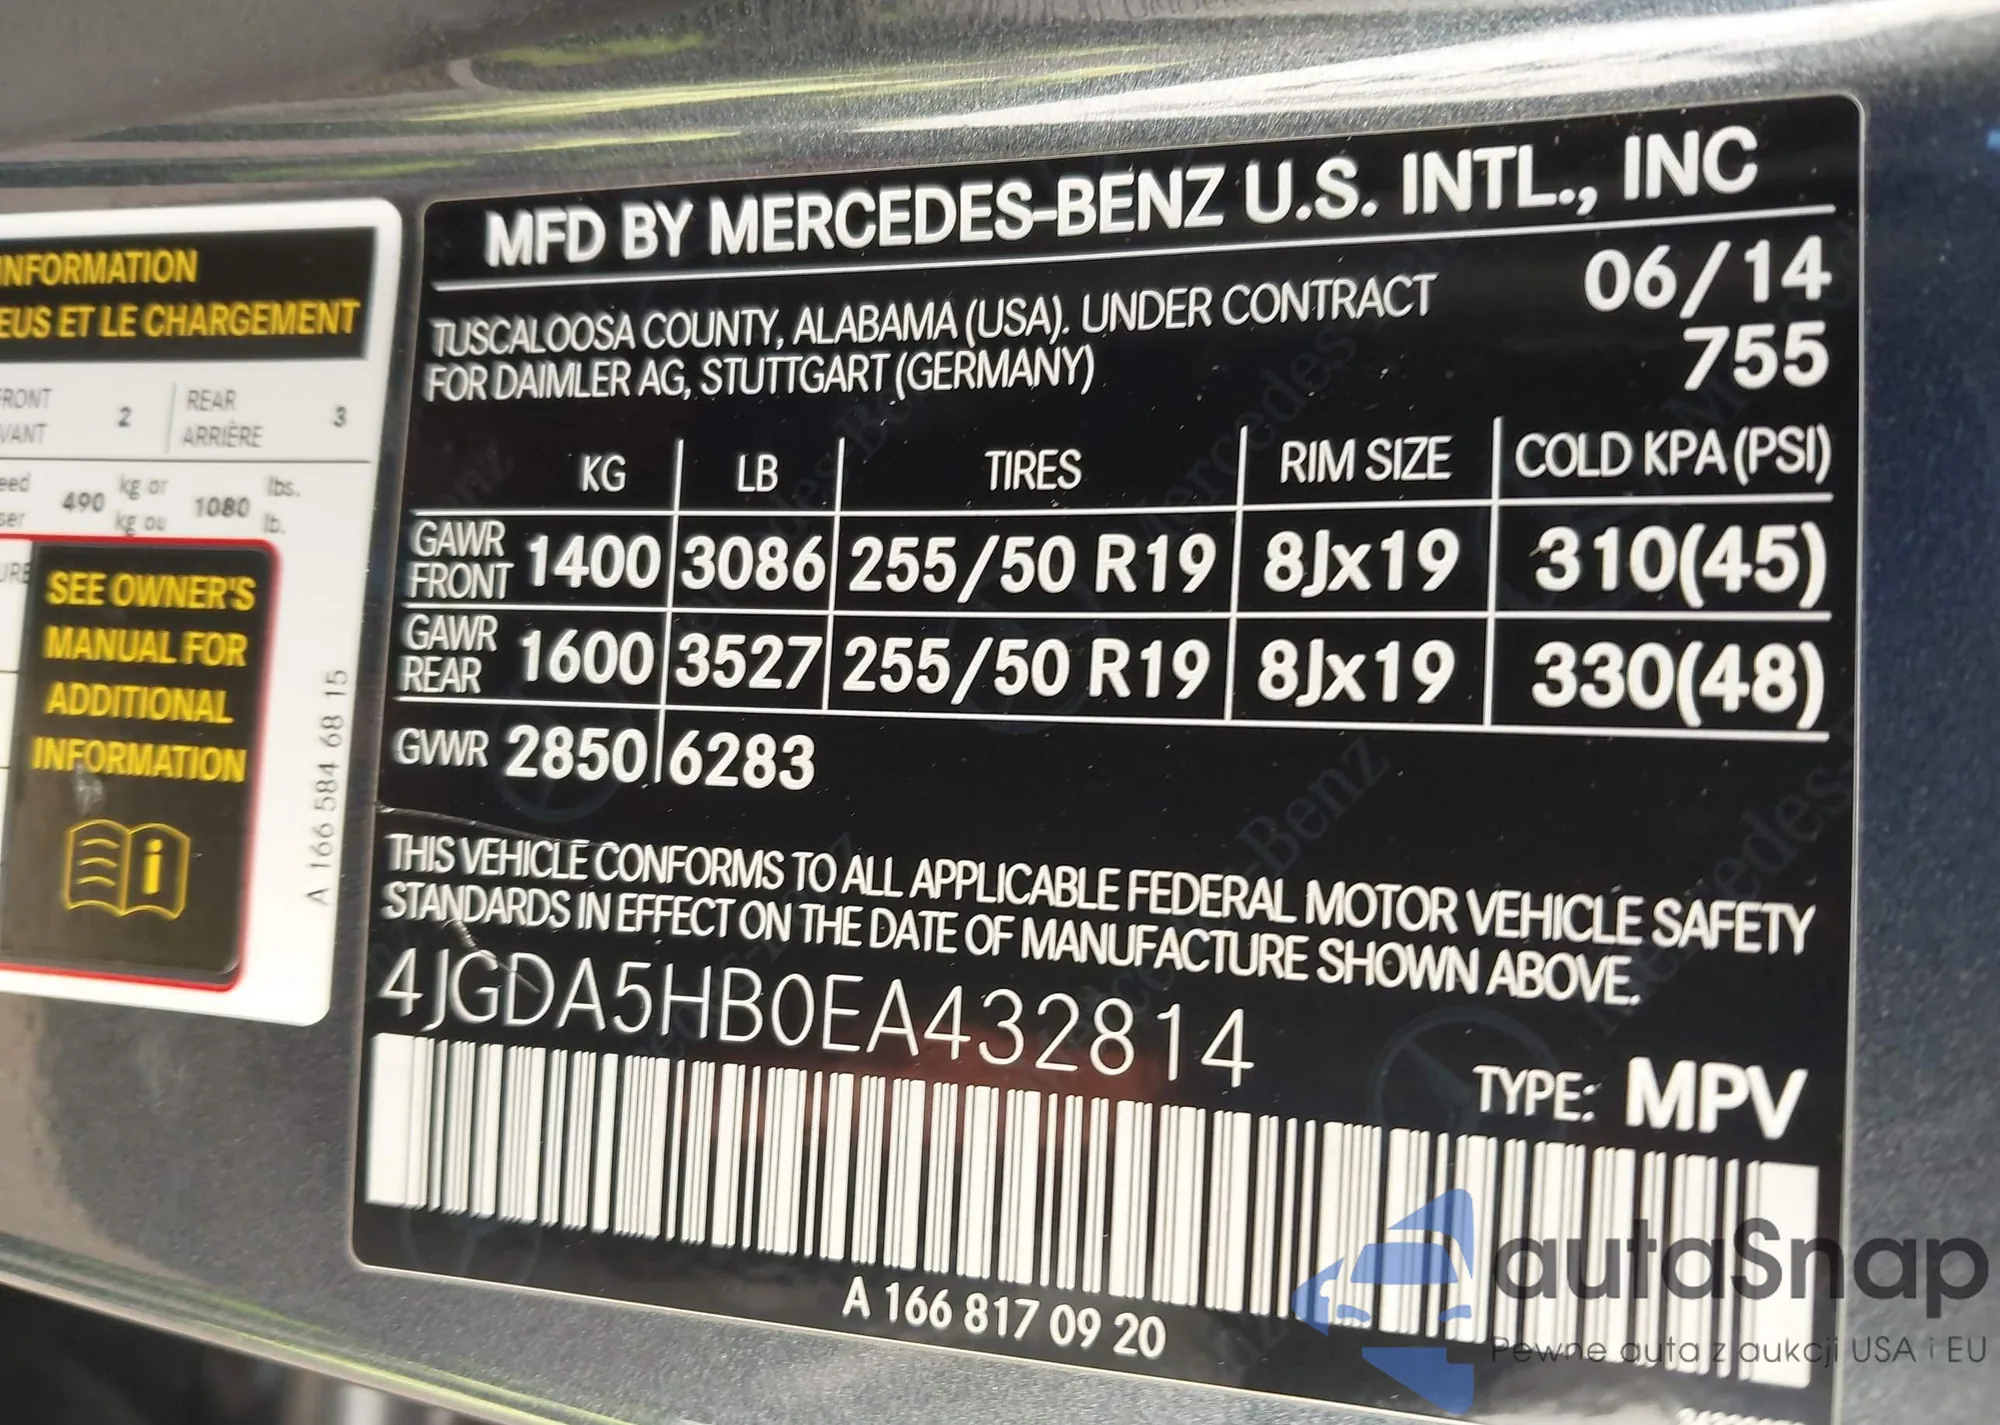 INFORMATION
EUS ET LE CHARGEMENT
FRONT 2 REAR 3
VANT ARRIÈRE
eed 490 kg or 1080 lbs.
ser kg ou lb.
URE
SEE OWNER'S
MANUAL FOR
ADDITIONAL
INFORMATION
A 166 584 68 15
MFD BY MERCEDES-BENZ U.S. INTL., INC
TUSCALOOSA COUNTY, ALABAMA (USA). UNDER CONTRACT 06/14
FOR DAIMLER AG, STUTTGART (GERMANY) 755
KG LB TIRES RIM SIZE COLD KPA (PSI)
GAWR FRONT 1400 3086 255/50 R19 8Jx19 310(45)
GAWR REAR 1600 3527 255/50 R19 8Jx19 330(48)
GVWR 2850 6283
THIS VEHICLE CONFORMS TO ALL APPLICABLE FEDERAL MOTOR VEHICLE SAFETY
STANDARDS IN EFFECT ON THE DATE OF MANUFACTURE SHOWN ABOVE.
4JGDA5HB0EA432814
TYPE: MPV
A 166 817 09 20
autaSnap
Pewne auta z aukcji USA i EU